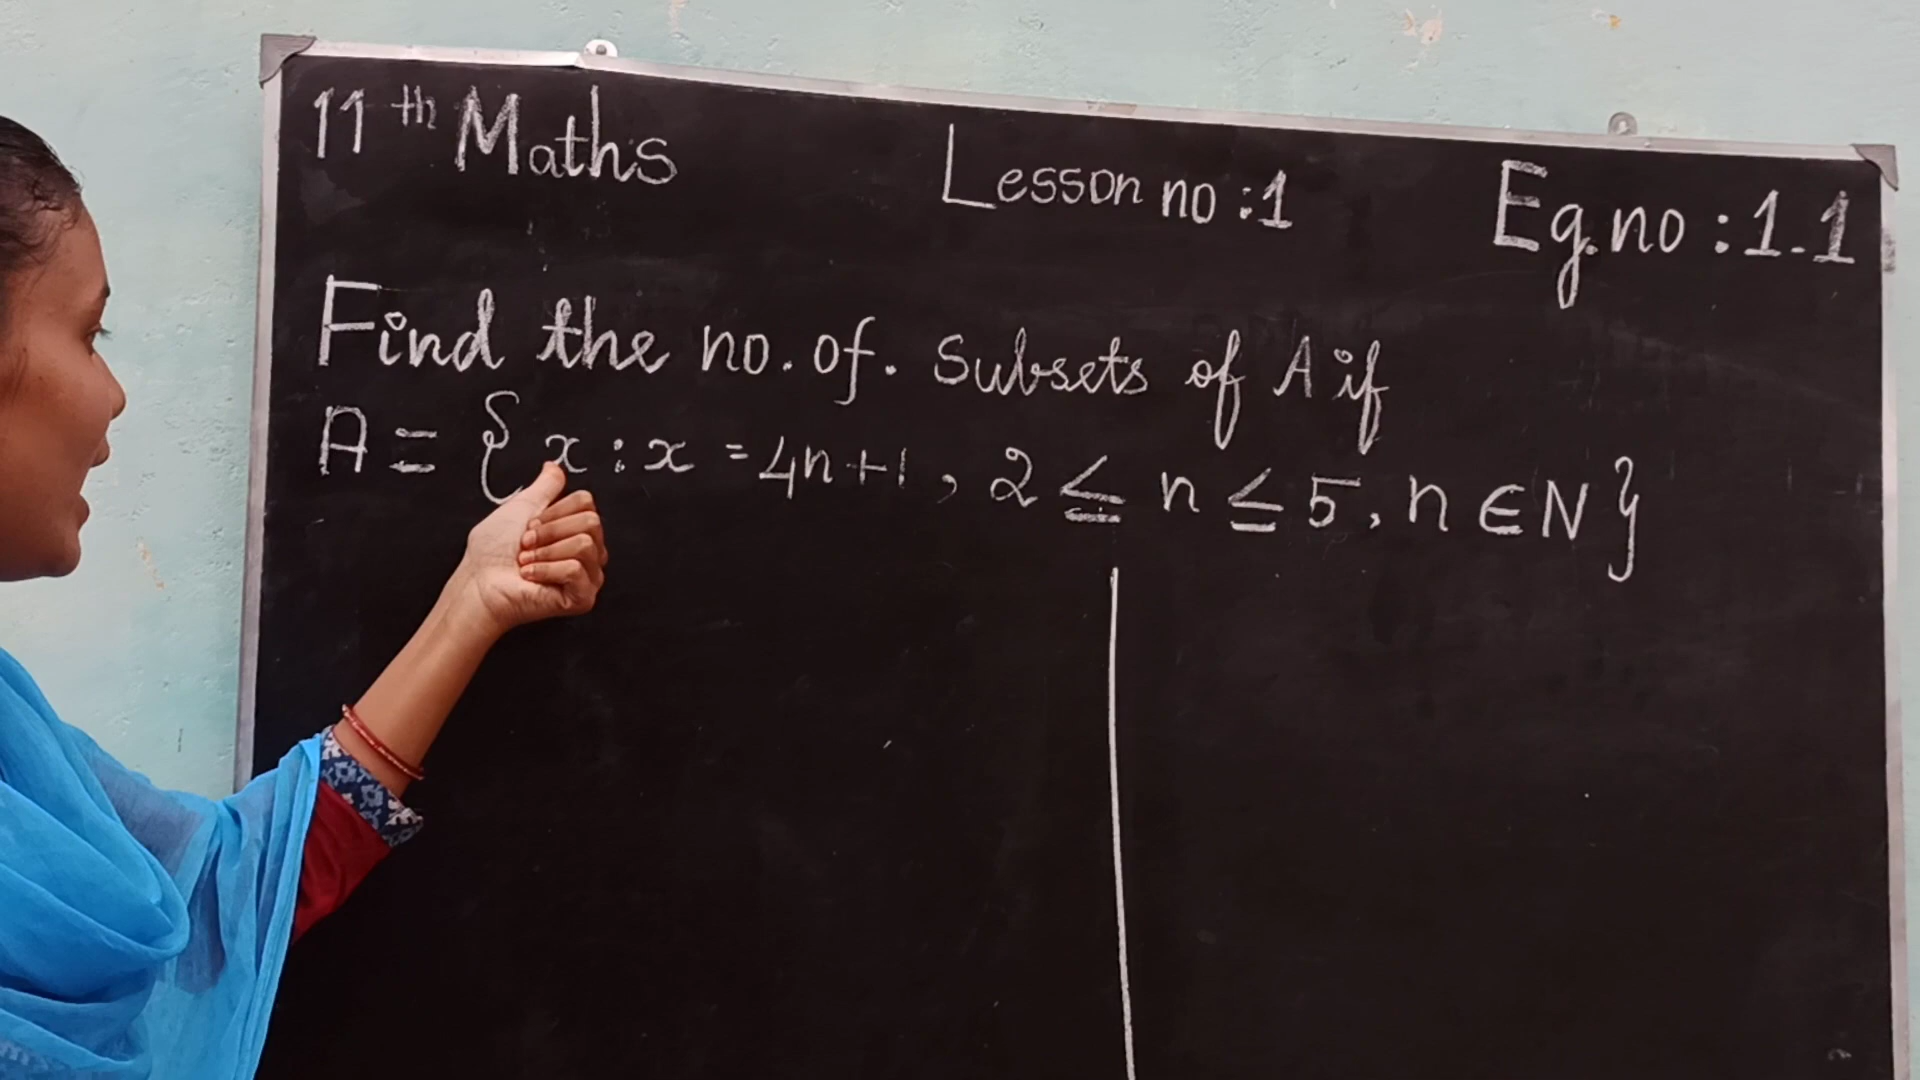 11th Maths Lesson no :1 Eg.no :1.1
Find the no. of. Subsets of A if
A = { x : x = 4n+1 , 2 ≤ n ≤ 5, n ∈ N }